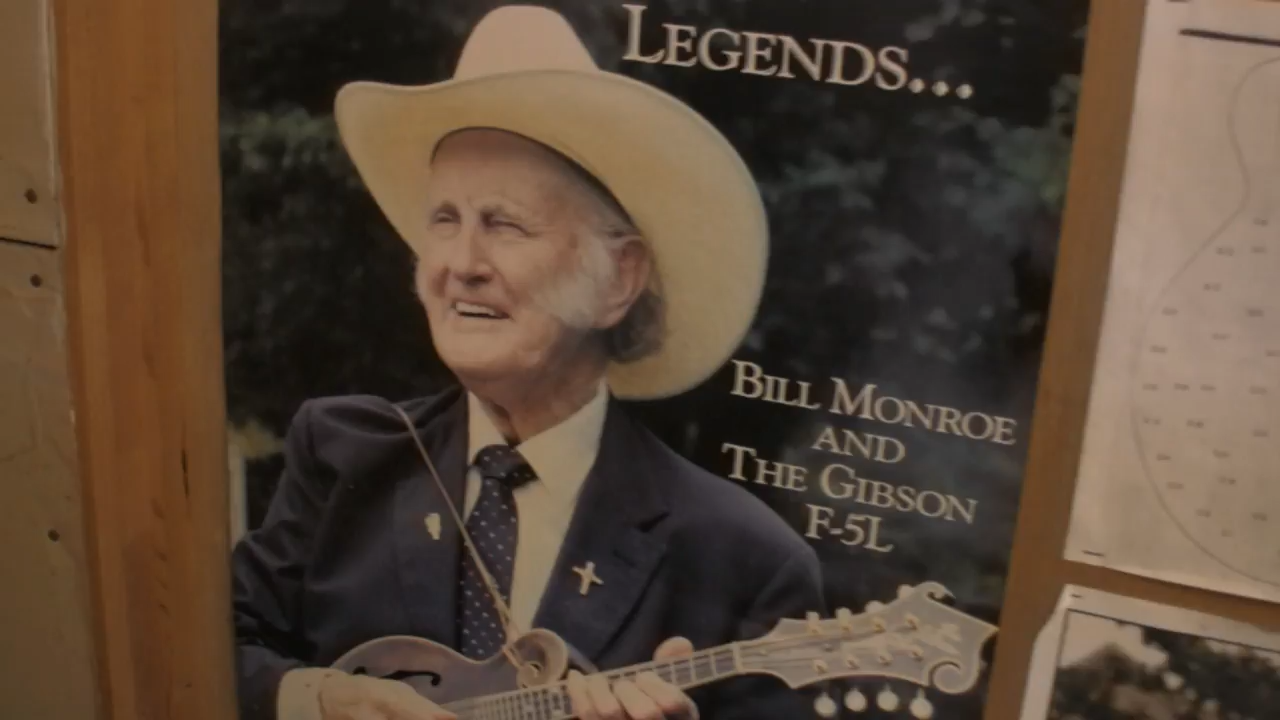 LEGENDS...
BILL MONROE
AND
THE GIBSON
F-5L